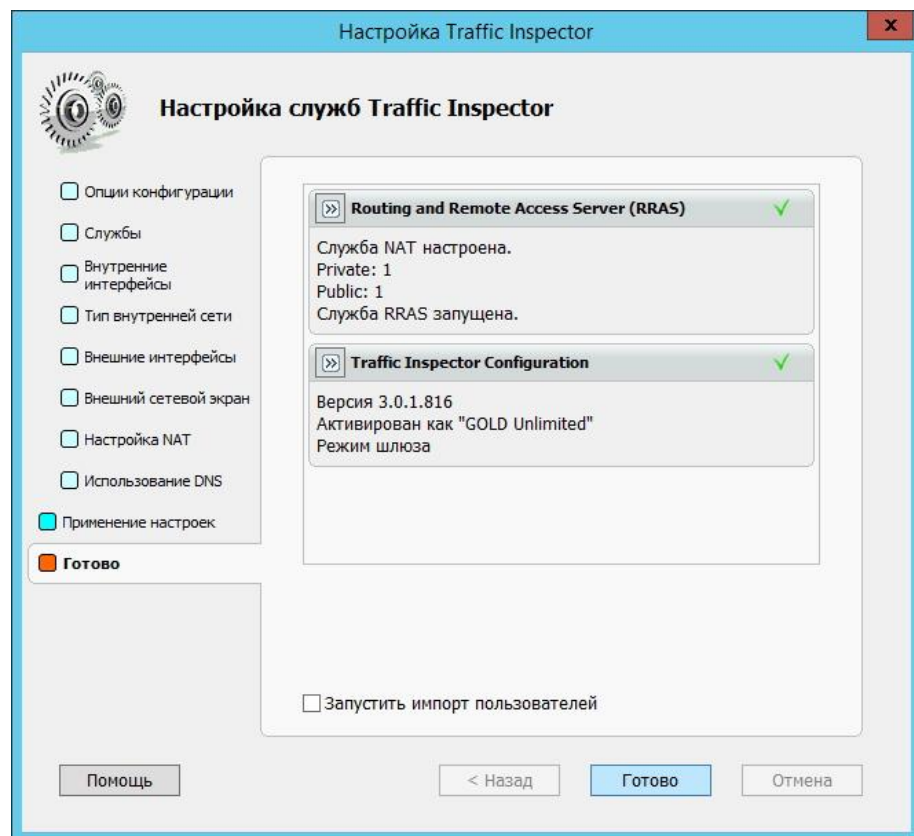 Настройка Traffic Inspector
x
Настройка служб Traffic Inspector
Опции конфигурации
Службы
Внутренние
интерфейсы
Тип внутренней сети
Внешние интерфейсы
Внешний сетевой экран
Настройка NAT
Использование DNS
Применение настроек
Готово
Routing and Remote Access Server (RRAS)
Служба NAT настроена.
Private: 1
Public: 1
Служба RRAS запущена.
Traffic Inspector Configuration
Версия 3.0.1.816
Активирован как "GOLD Unlimited"
Режим шлюза
Запустить импорт пользователей
Помощь
< Назад
Готово
Отмена